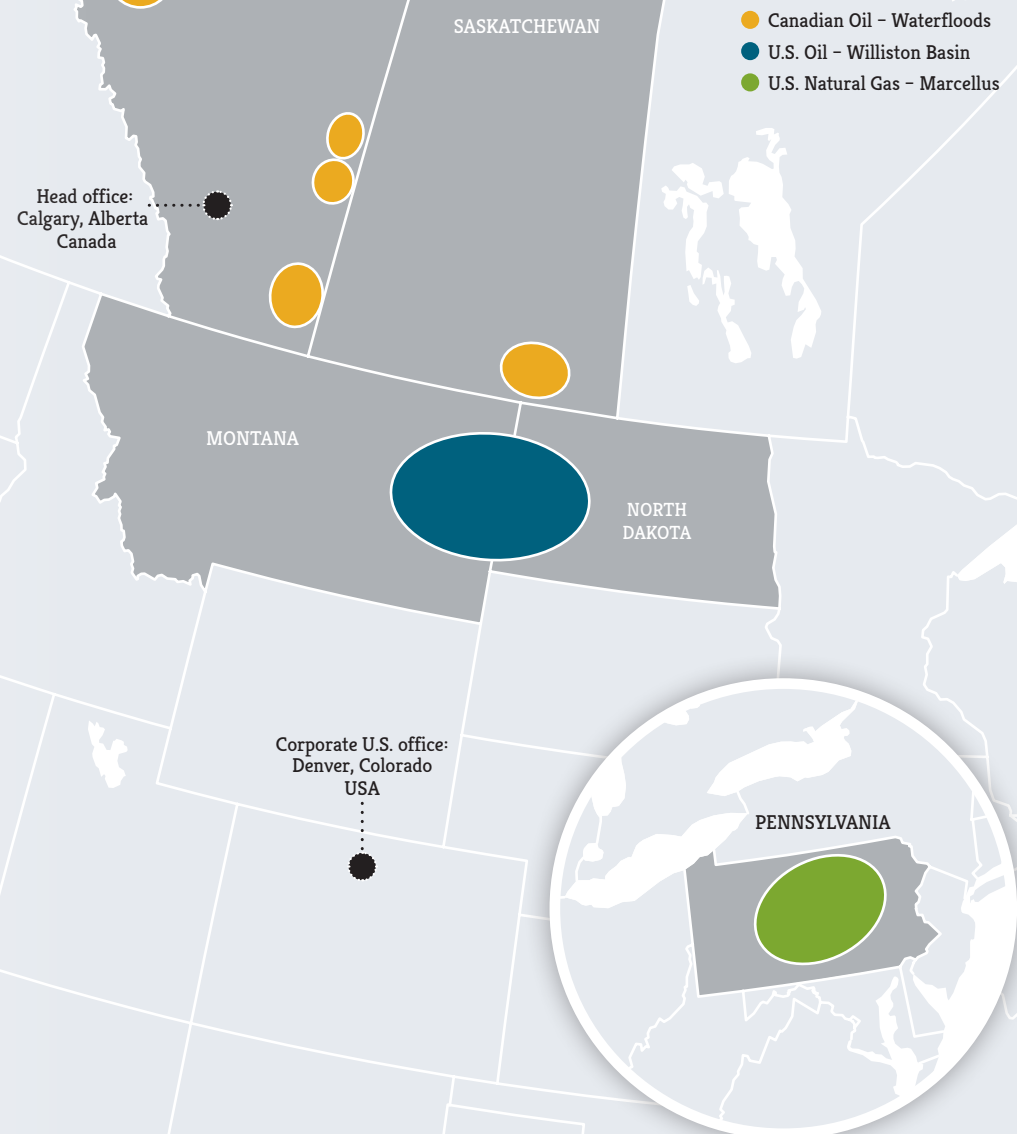 SASKATCHEWAN
Canadian Oil – Waterfloods
U.S. Oil – Williston Basin
U.S. Natural Gas – Marcellus
Head office:
Calgary, Alberta
Canada
MONTANA
NORTH
DAKOTA
Corporate U.S. office:
Denver, Colorado
USA
PENNSYLVANIA